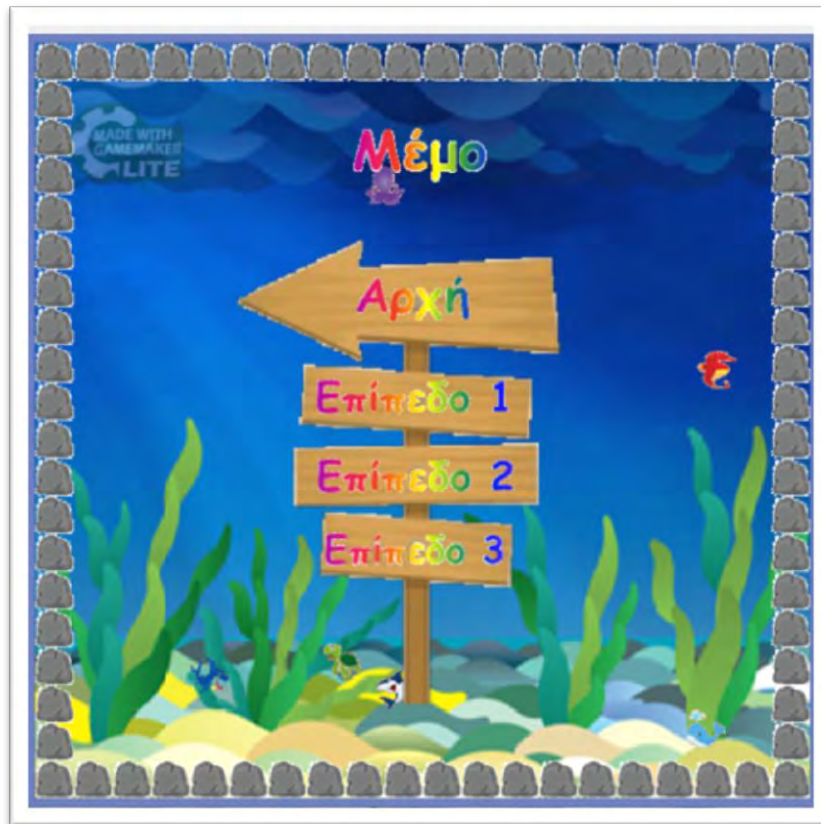 MADE WITH
GAMEMAKER
LITE
Μέμο
Αρχή
Επίπεδο 1
Επίπεδο 2
Επίπεδο 3